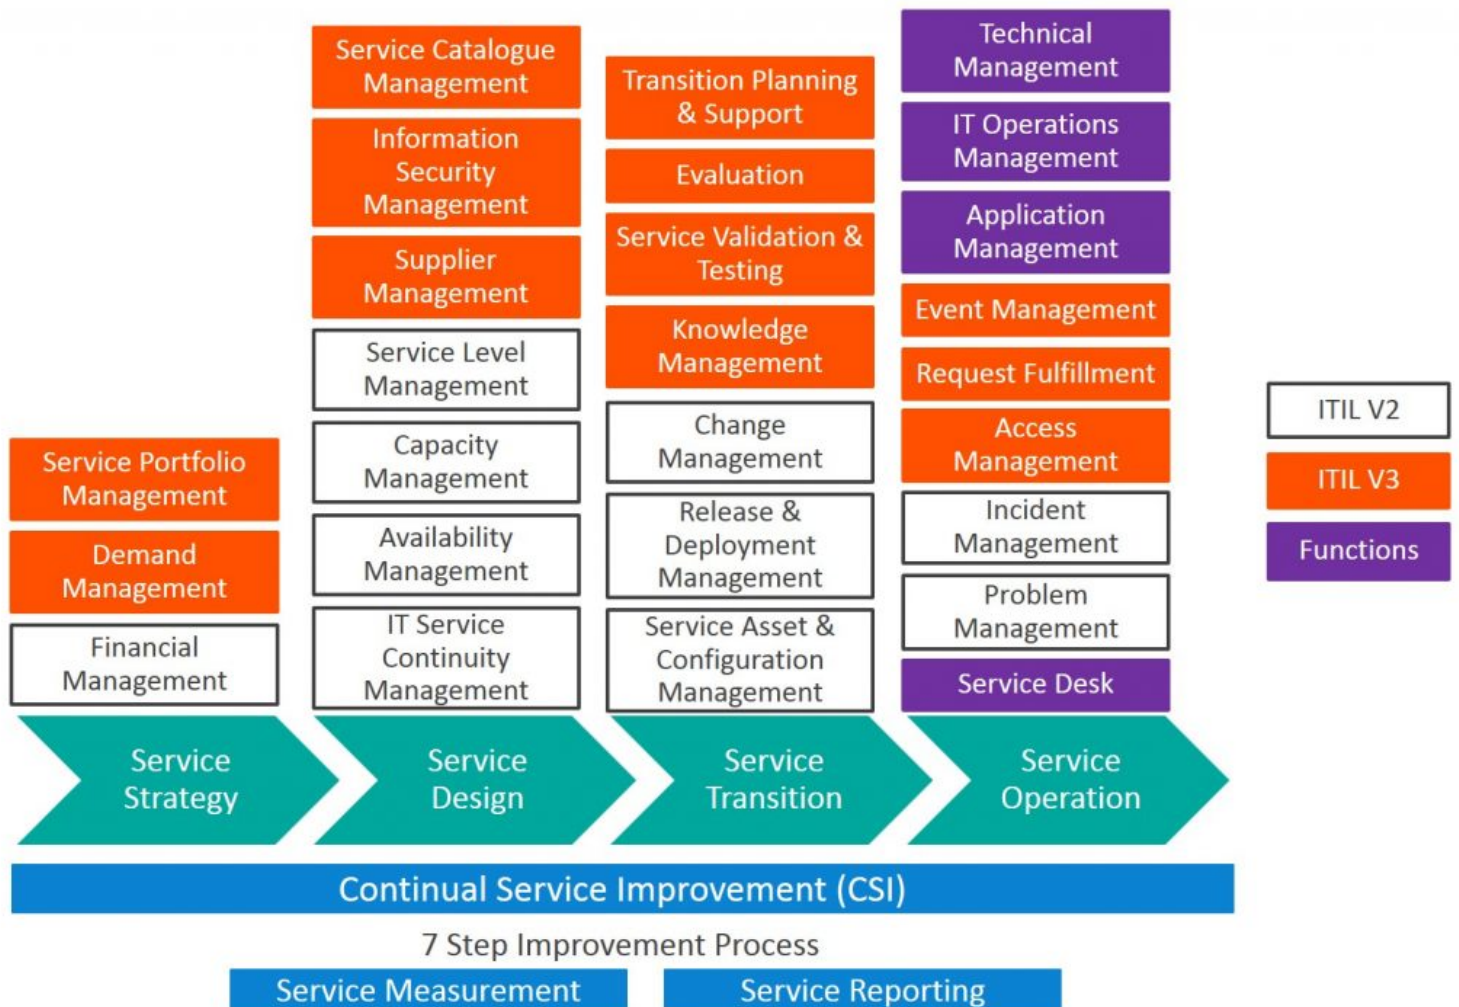 Service Catalogue
Management
Information
Security
Management
Supplier
Management
Service Level
Management
Capacity
Management
Availability
Management
IT Service
Continuity
Management
Transition Planning
& Support
Evaluation
Service Validation &
Testing
Knowledge
Management
Change
Management
Release &
Deployment
Management
Service Asset &
Configuration
Management
Technical
Management
IT Operations
Management
Application
Management
Event Management
Request Fulfillment
Access
Management
Incident
Management
Problem
Management
Service Desk
Service Portfolio
Management
Demand
Management
Financial
Management
ITIL V2
ITIL V3
Functions
Service
Strategy
Service
Design
Service
Transition
Service
Operation
Continual Service Improvement (CSI)
7 Step Improvement Process
Service Measurement
Service Reporting